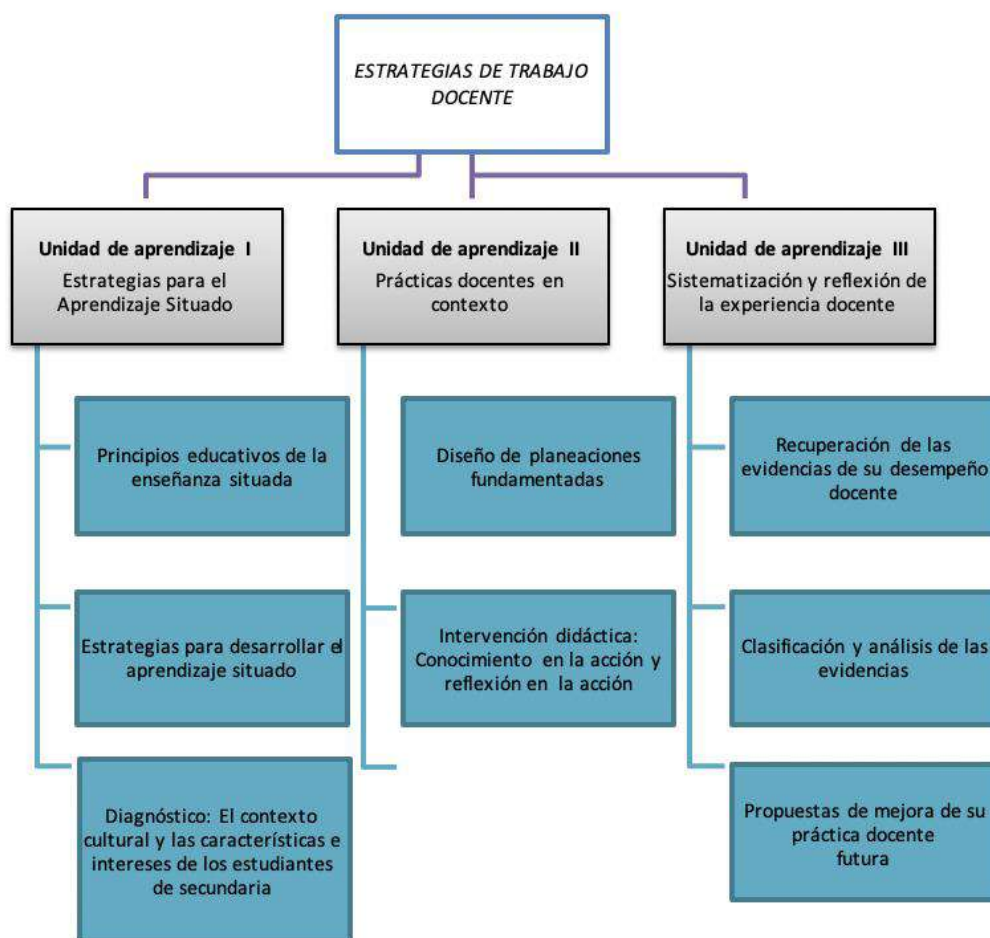 ESTRATEGIAS DE TRABAJO
DOCENTE
Unidad de aprendizaje I
Estrategias para el
Aprendizaje Situado
Principios educativos de la
enseñanza situada
Estrategias para desarrollar el
aprendizaje situado
Diagnóstico: El contexto
cultural y las características e
intereses de los estudiantes
de secundaria
Unidad de aprendizaje II
Prácticas docentes en
contexto
Diseño de planeaciones
fundamentadas
Intervención didáctica:
Conocimiento en la acción y
reflexión en la acción
Unidad de aprendizaje III
Sistematización y reflexión de
la experiencia docente
Recuperación de las
evidencias de su desempeño
docente
Clasificación y análisis de las
evidencias
Propuestas de mejora de su
práctica docente
futura